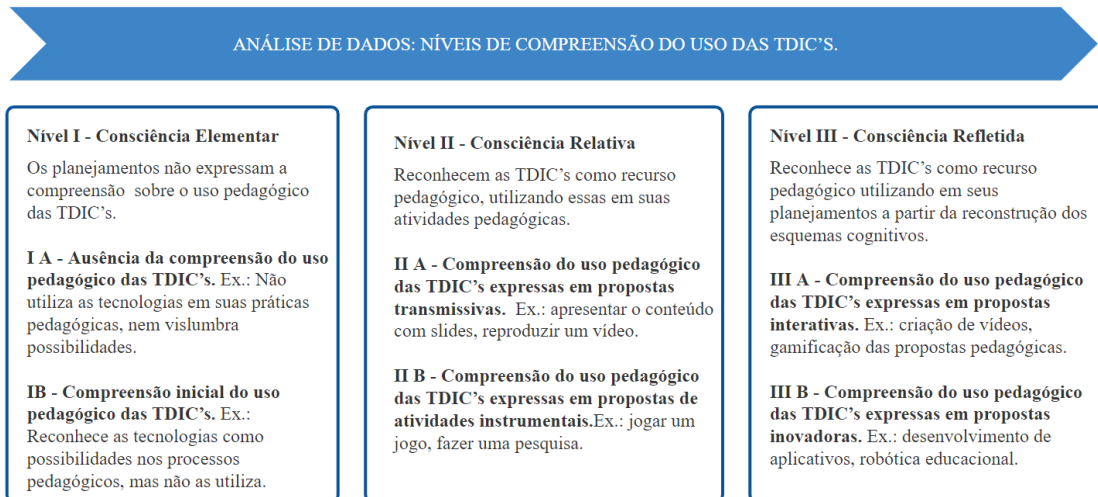 ANÁLISE DE DADOS: NÍVEIS DE COMPREENSÃO DO USO DAS TDIC’S.
Nível I - Consciência Elementar
Os planejamentos não expressam a
compreensão sobre o uso pedagógico
das TDIC’s.
I A - Ausência da compreensão do uso
pedagógico das TDIC’s. Ex.: Não
utiliza as tecnologias em suas práticas
pedagógicas, nem vislumbra
possibilidades.
IB - Compreensão inicial do uso
pedagógico das TDIC’s. Ex.:
Reconhece as tecnologias como
possibilidades nos processos
pedagógicos, mas não as utiliza.
Nível II - Consciência Relativa
Reconhecem as TDIC’s como recurso
pedagógico, utilizando essas em suas
atividades pedagógicas.
II A - Compreensão do uso pedagógico
das TDIC’s expressas em propostas
transmissivas. Ex.: apresentar o conteúdo
com slides, reproduzir um vídeo.
II B - Compreensão do uso pedagógico
das TDIC’s expressas em propostas de
atividades instrumentais.Ex.: jogar um
jogo, fazer uma pesquisa.
Nível III - Consciência Refletida
Reconhece as TDIC’s como recurso
pedagógico utilizando em seus
planejamentos a partir da reconstrução dos
esquemas cognitivos.
III A - Compreensão do uso pedagógico
das TDIC’s expressas em propostas
interativas. Ex.: criação de vídeos,
gamificação das propostas pedagógicas.
III B - Compreensão do uso pedagógico
das TDIC’s expressas em propostas
inovadoras. Ex.: desenvolvimento de
aplicativos, robótica educacional.